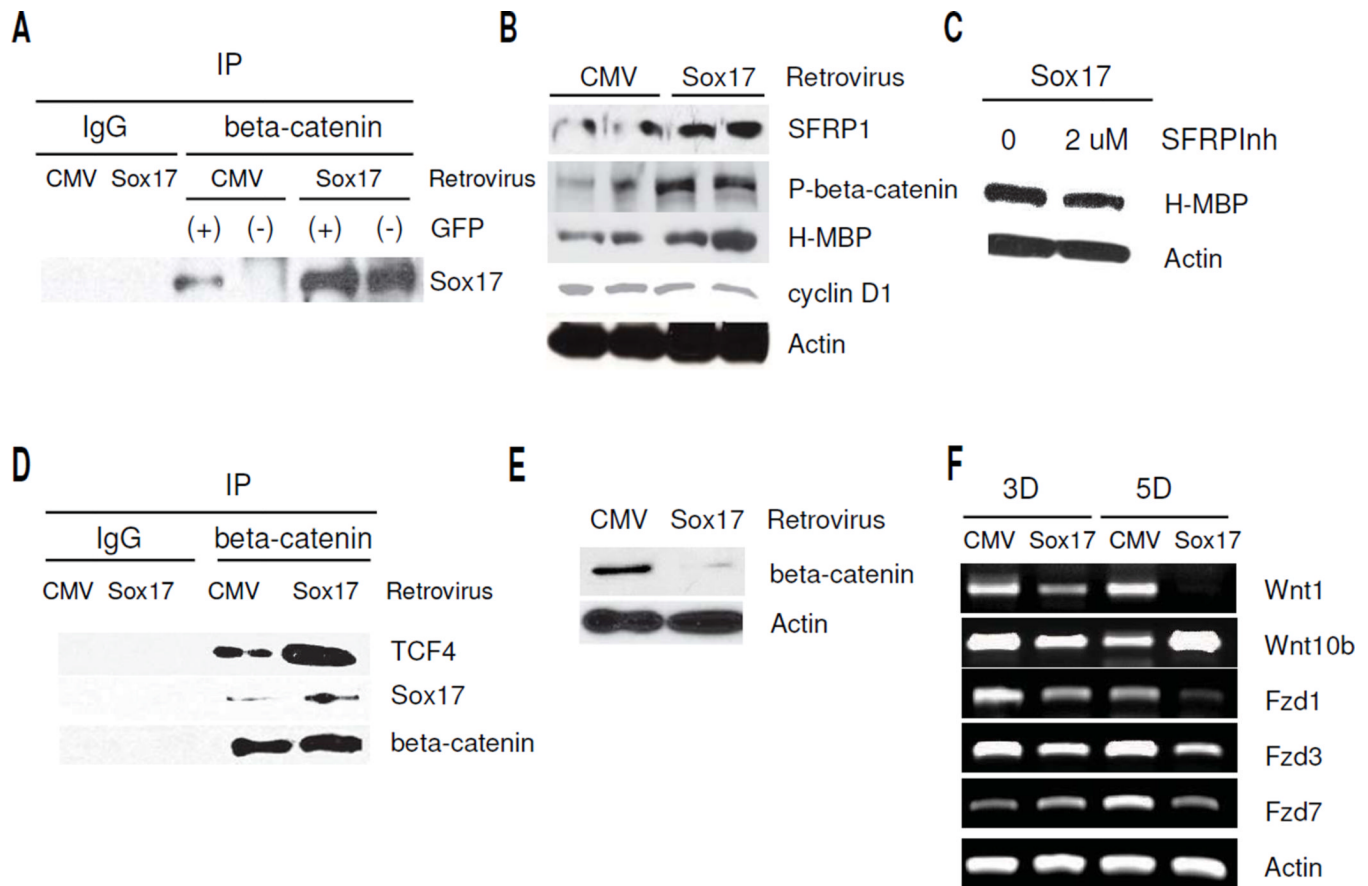 A
IP
IgG beta-catenin
CMV Sox17 CMV Sox17 Retrovirus
(+) (-) (+) (-) GFP
Sox17
B
CMV Sox17 Retrovirus
SFRP1
P-beta-catenin
H-MBP
cyclin D1
Actin
C
Sox17
0 2 uM SFRPInh
H-MBP
Actin
D
IP
IgG beta-catenin
CMV Sox17 CMV Sox17 Retrovirus
TCF4
Sox17
beta-catenin
E
CMV Sox17 Retrovirus
beta-catenin
Actin
F
3D 5D
CMV Sox17 CMV Sox17
Wnt1
Wnt10b
Fzd1
Fzd3
Fzd7
Actin